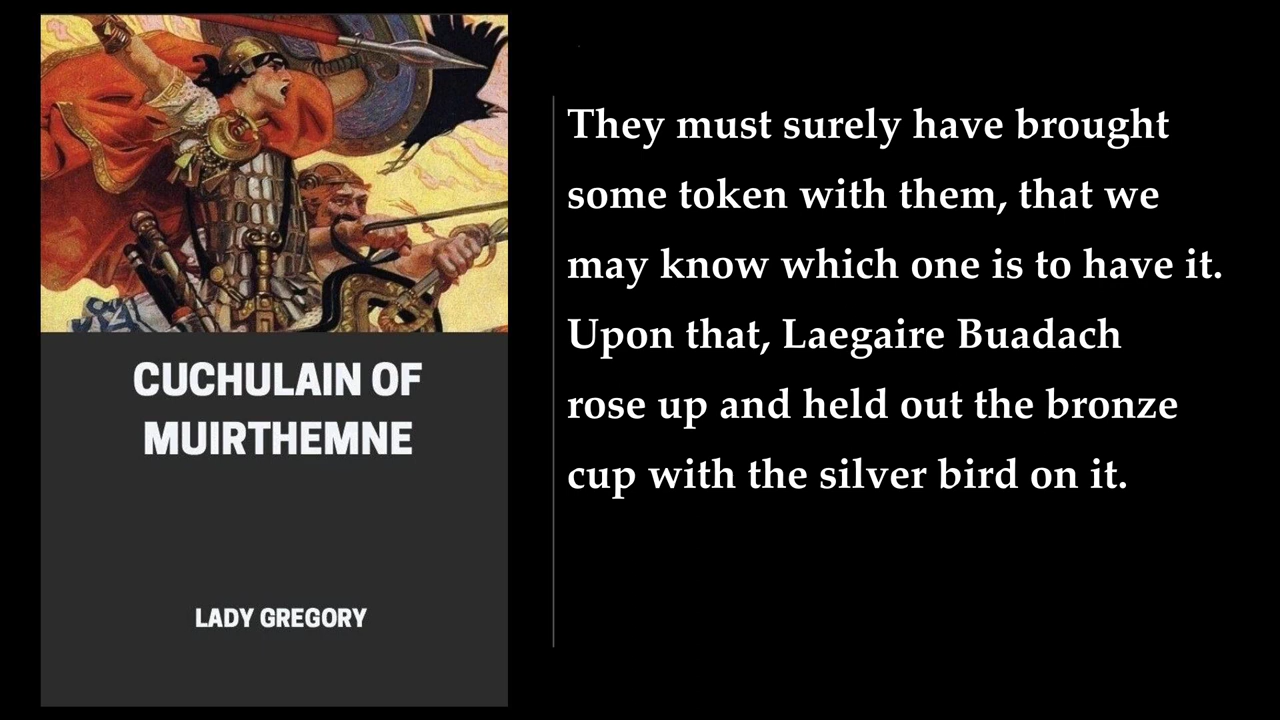 CUCHULAIN OF
MUIRTHEMNE
LADY GREGORY
They must surely have brought
some token with them, that we
may know which one is to have it.
Upon that, Laegaire Buadach
rose up and held out the bronze
cup with the silver bird on it.